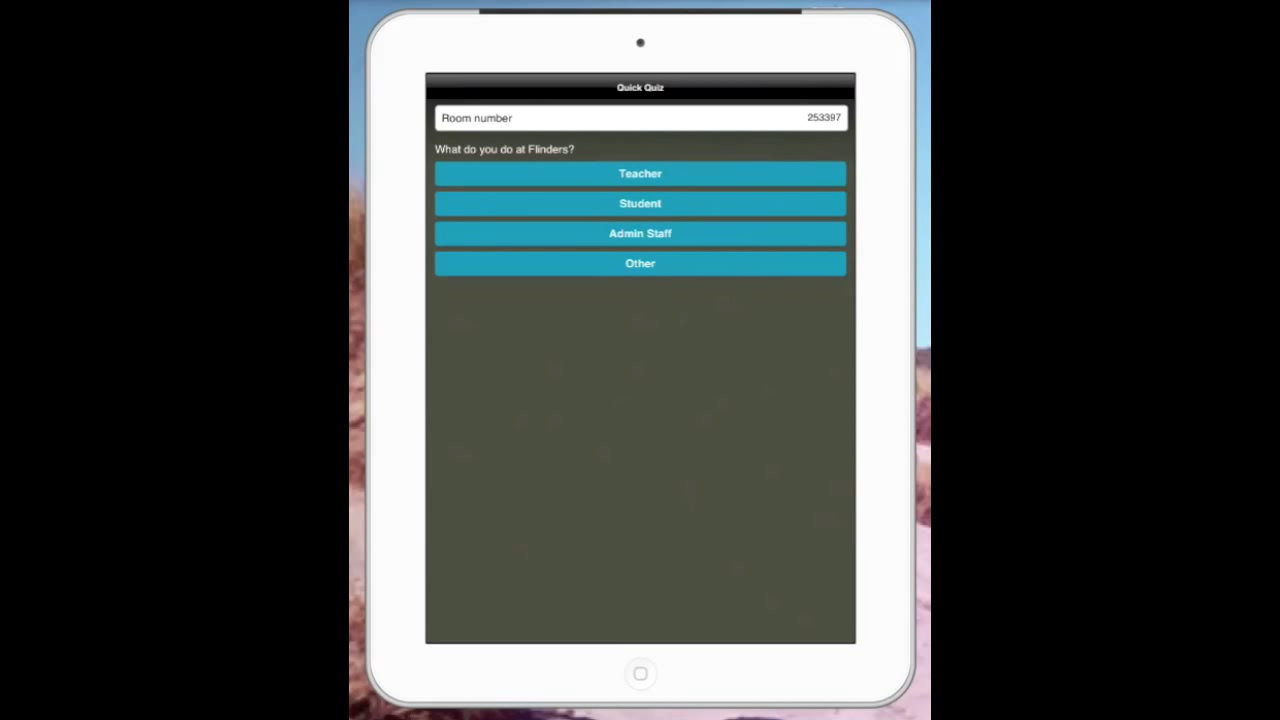 Quick Quiz
Room number 253397
What do you do at Flinders?
Teacher
Student
Admin Staff
Other